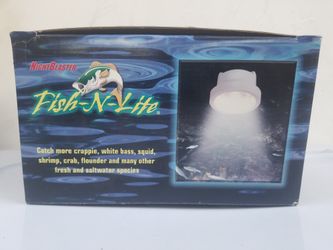 NIGHTBLASTER
Fish-N-Lite®
Catch more crappie, white bass, squid,
shrimp, crab, flounder and many other
fresh and saltwater species